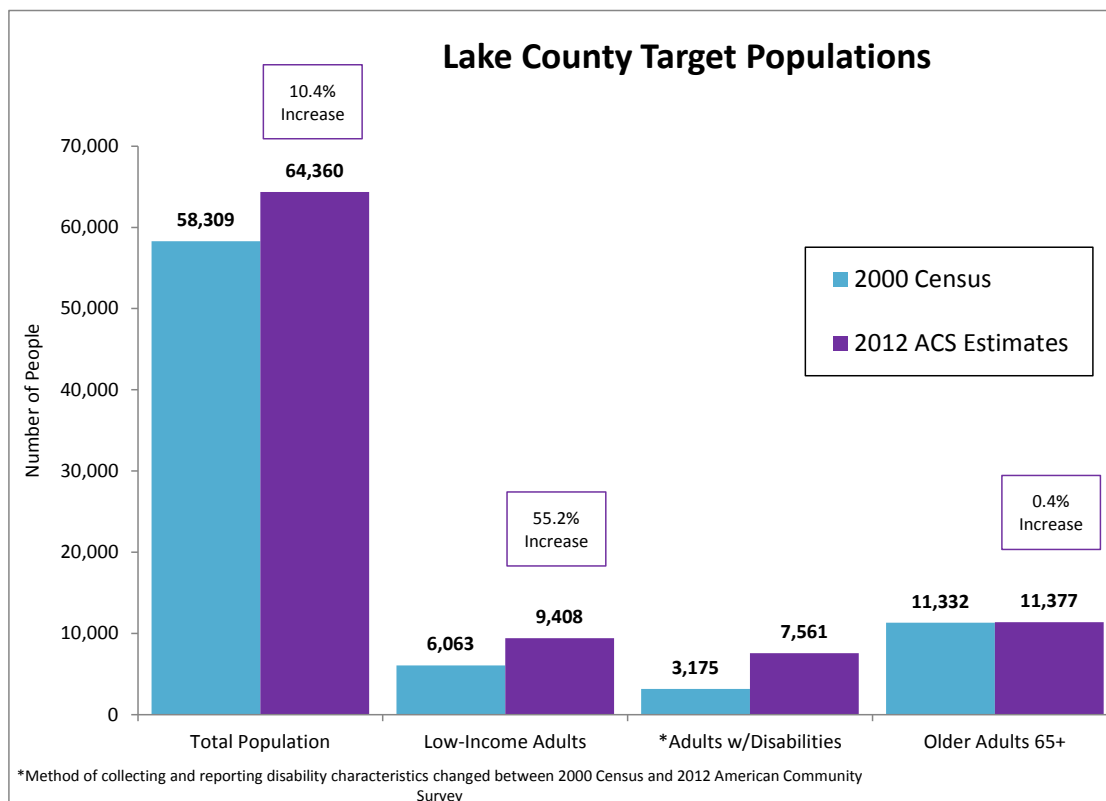 Lake County Target Populations
10.4%
Increase
70,000
60,000
50,000
40,000
30,000
20,000
10,000
0
Number of People
58,309
64,360
6,063
9,408
3,175
7,561
11,332
11,377
55.2%
Increase
0.4%
Increase
2000 Census
2012 ACS Estimates
Total Population
Low-Income Adults
*Adults w/Disabilities
Older Adults 65+
*Method of collecting and reporting disability characteristics changed between 2000 Census and 2012 American Community
Survey